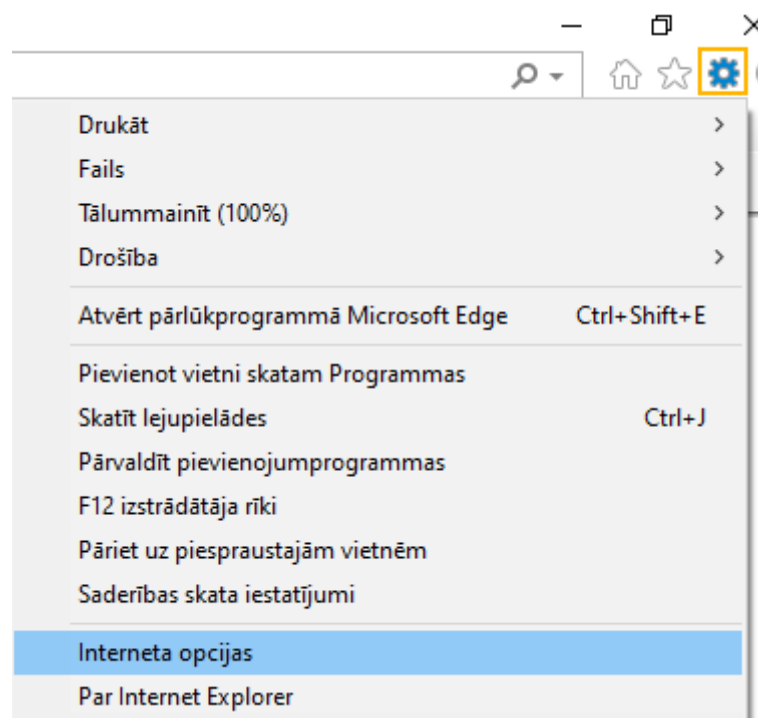 Drukāt
Fails
Tālummainīt (100%)
Drošība
Atvērt pārlūkprogrammā Microsoft Edge Ctrl+Shift+E
Pievienot vietni skatam Programmas
Skatīt lejupielādes Ctrl+J
Pārvaldīt pievienojumprogrammas
F12 izstrādātāja rīki
Pāriet uz piespraustajām vietnēm
Saderības skata iestatījumi
Interneta opcijas
Par Internet Explorer